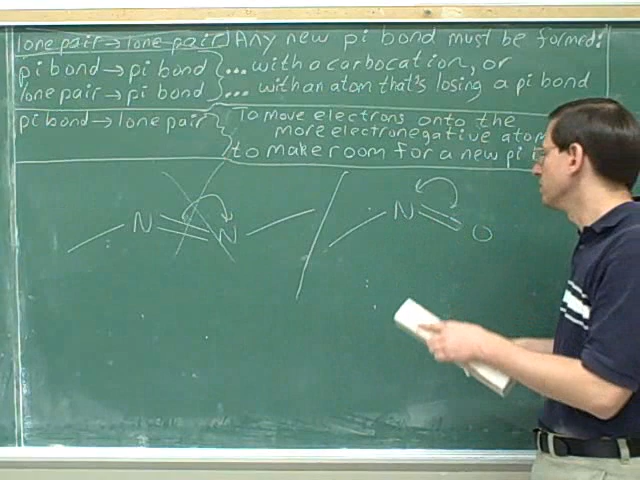 lone pair → lone pair} Any new pi bond must be formed:
pi bond → pi bond } ... with a carbocation, or
lone pair → pi bond } ... with an atom that's losing a pi bond
pi bond → lone pair } To move electrons onto the
more electronegative atom
to make room for a new pi
N N
N O